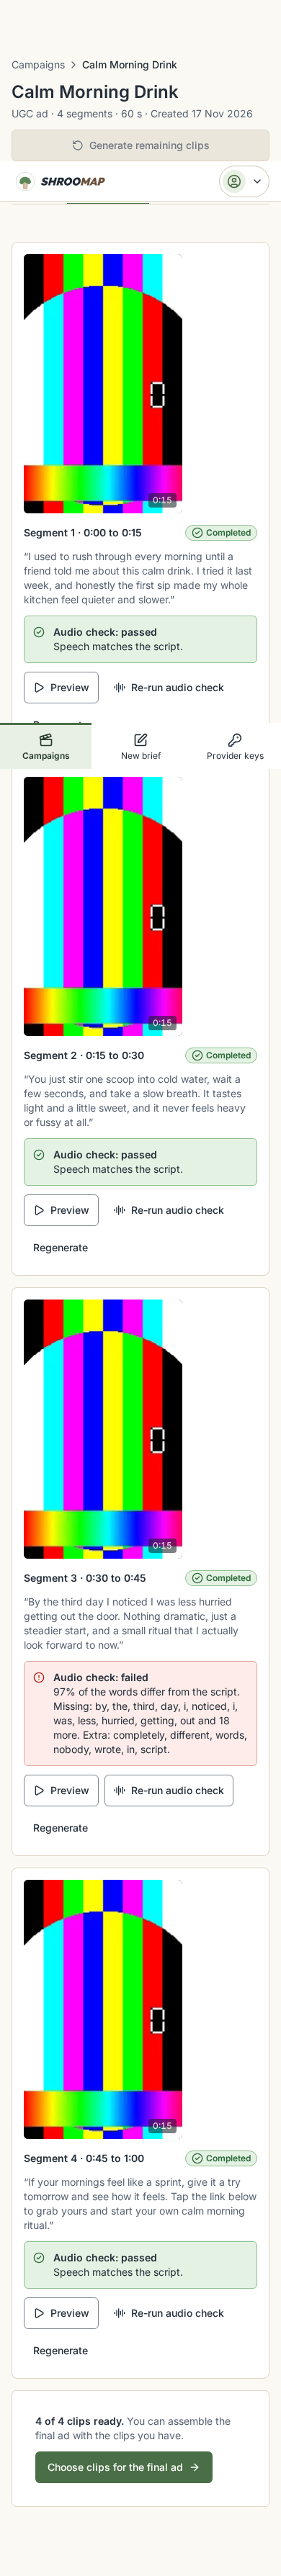 Campaigns > Calm Morning Drink
Calm Morning Drink
UGC ad · 4 segments · 60 s · Created 17 Nov 2026
Generate remaining clips
SHROOMAP
0:15
Segment 1 · 0:00 to 0:15 Completed
“I used to rush through every morning until a
friend told me about this calm drink. I tried it last
week, and honestly the first sip made my whole
kitchen feel quieter and slower.”
Audio check: passed
Speech matches the script.
Preview Re-run audio check
Campaigns New brief Provider keys
0:15
Segment 2 · 0:15 to 0:30 Completed
“You just stir one scoop into cold water, wait a
few seconds, and take a slow breath. It tastes
light and a little sweet, and it never feels heavy
or fussy at all.”
Audio check: passed
Speech matches the script.
Preview Re-run audio check
Regenerate
0:15
Segment 3 · 0:30 to 0:45 Completed
“By the third day I noticed I was less hurried
getting out the door. Nothing dramatic, just a
steadier start, and a small ritual that I actually
look forward to now.”
Audio check: failed
97% of the words differ from the script.
Missing: by, the, third, day, i, noticed, i,
was, less, hurried, getting, out and 18
more. Extra: completely, different, words,
nobody, wrote, in, script.
Preview Re-run audio check
Regenerate
0:15
Segment 4 · 0:45 to 1:00 Completed
“If your mornings feel like a sprint, give it a try
tomorrow and see how it feels. Tap the link below
to grab yours and start your own calm morning
ritual.”
Audio check: passed
Speech matches the script.
Preview Re-run audio check
Regenerate
4 of 4 clips ready. You can assemble the
final ad with the clips you have.
Choose clips for the final ad